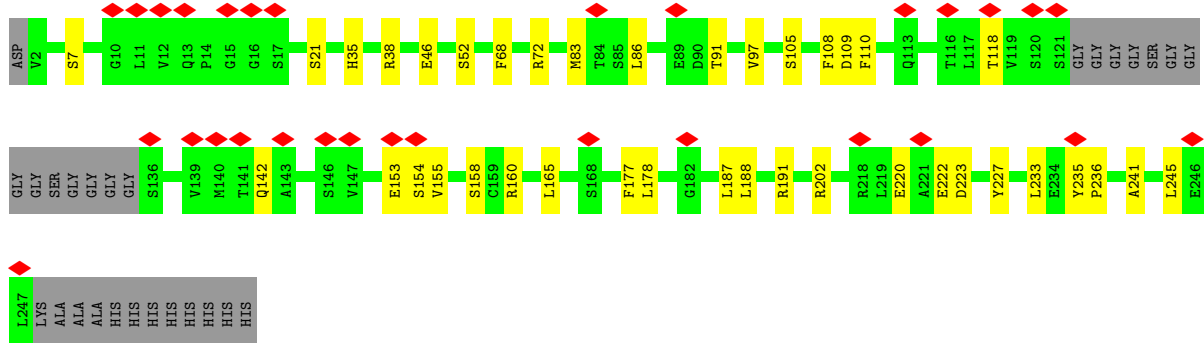 ASP V2 S7 G10 L11 V12 Q13 P14 G15 G16 S17 S21 H35 R38 E46 S52 F68 R72 M83 T84 S85 L86 E89 D90 T91 V97 S105 F108 D109 F110 Q113 T116 L117 T118 V119 S120 S121 GLY GLY GLY GLY SER GLY GLY
GLY GLY SER GLY GLY GLY GLY S136 V139 M140 T141 Q142 A143 S146 V147 E153 S154 V155 S158 C159 R160 L165 S168 F177 L178 G182 L187 L188 R191 R202 R218 L219 E220 A221 E222 D223 Y227 L233 E234 Y235 P236 A241 L245 E246
L247 LYS ALA ALA ALA HIS HIS HIS HIS HIS HIS HIS HIS